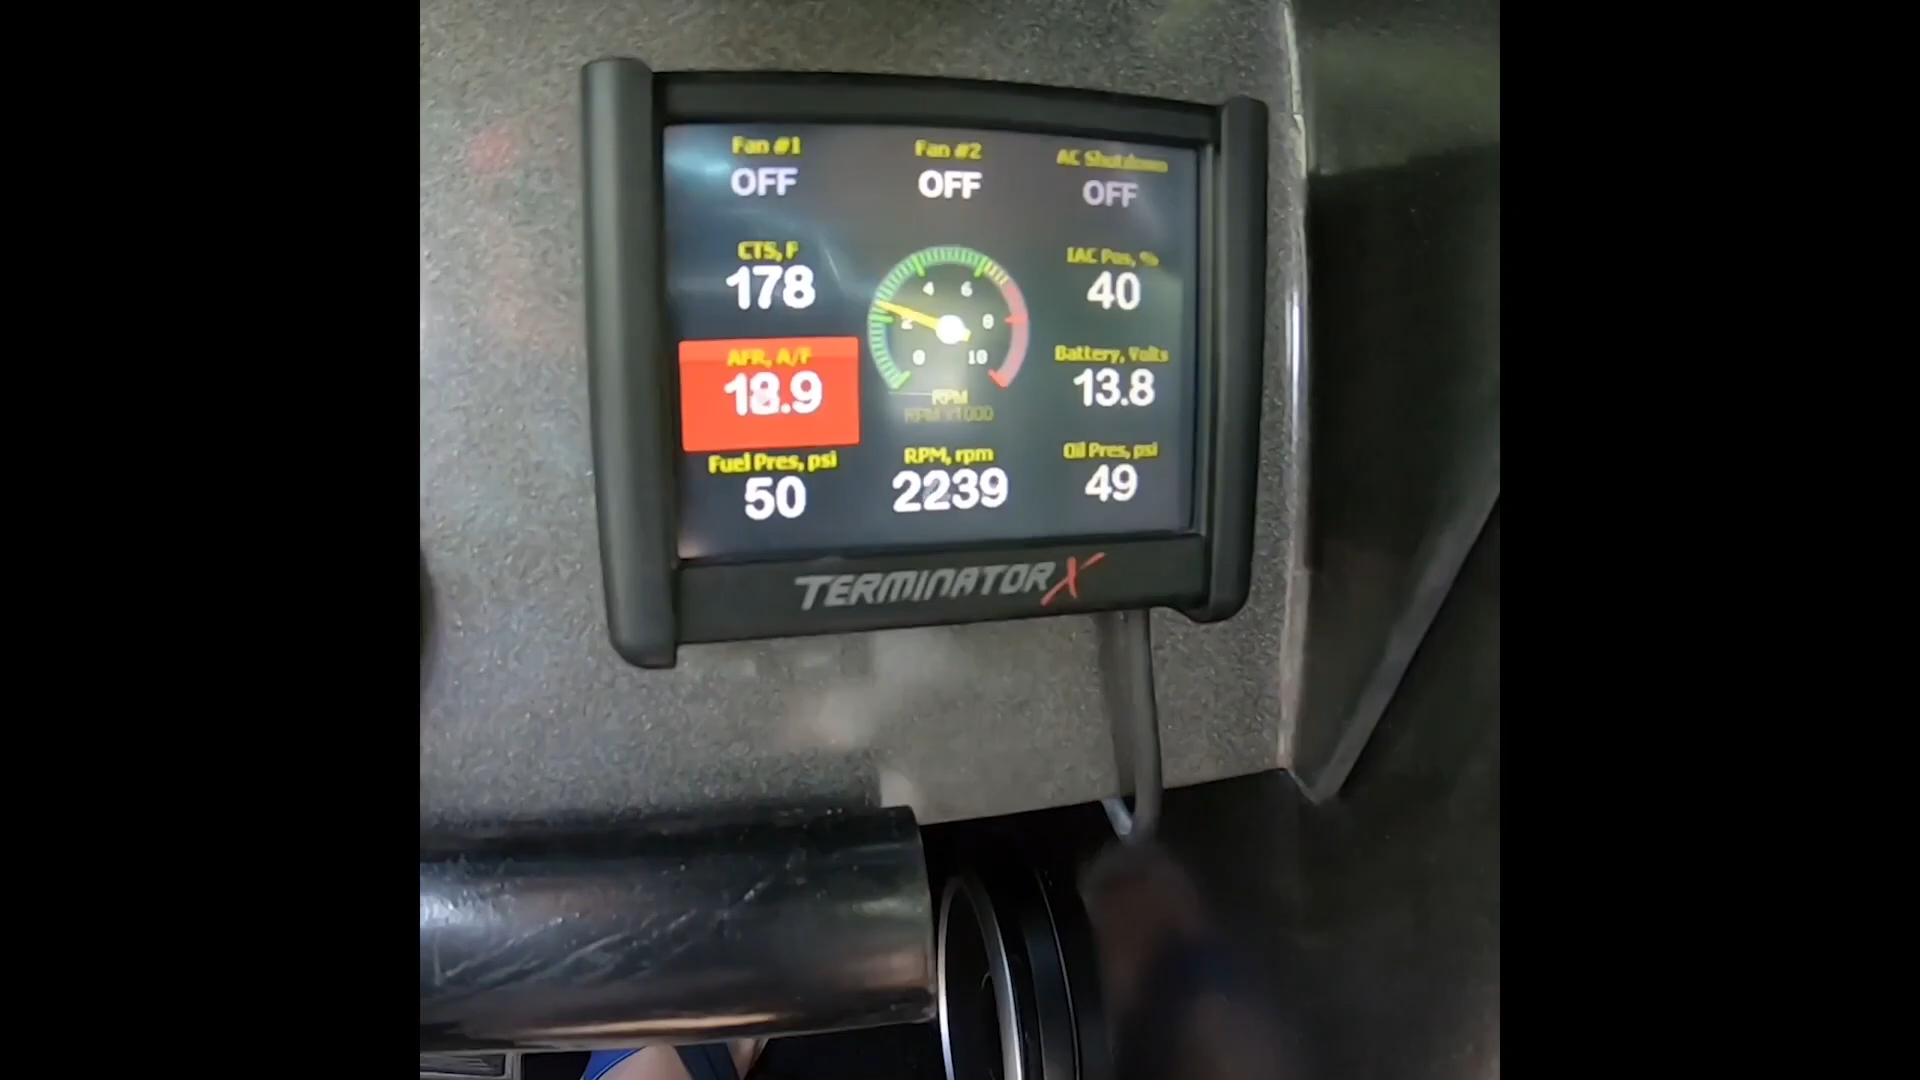 Fan #1 Fan #2 AC Shutdown
OFF OFF OFF
CTS, F IAC Pos, %
178 40
4 6
2 8
0 10
AFR, A/F Battery, Volts
18.9 13.8
RPM
RPM x1000
Fuel Pres, psi RPM, rpm Oil Pres, psi
50 2239 49
TERMINATOR X